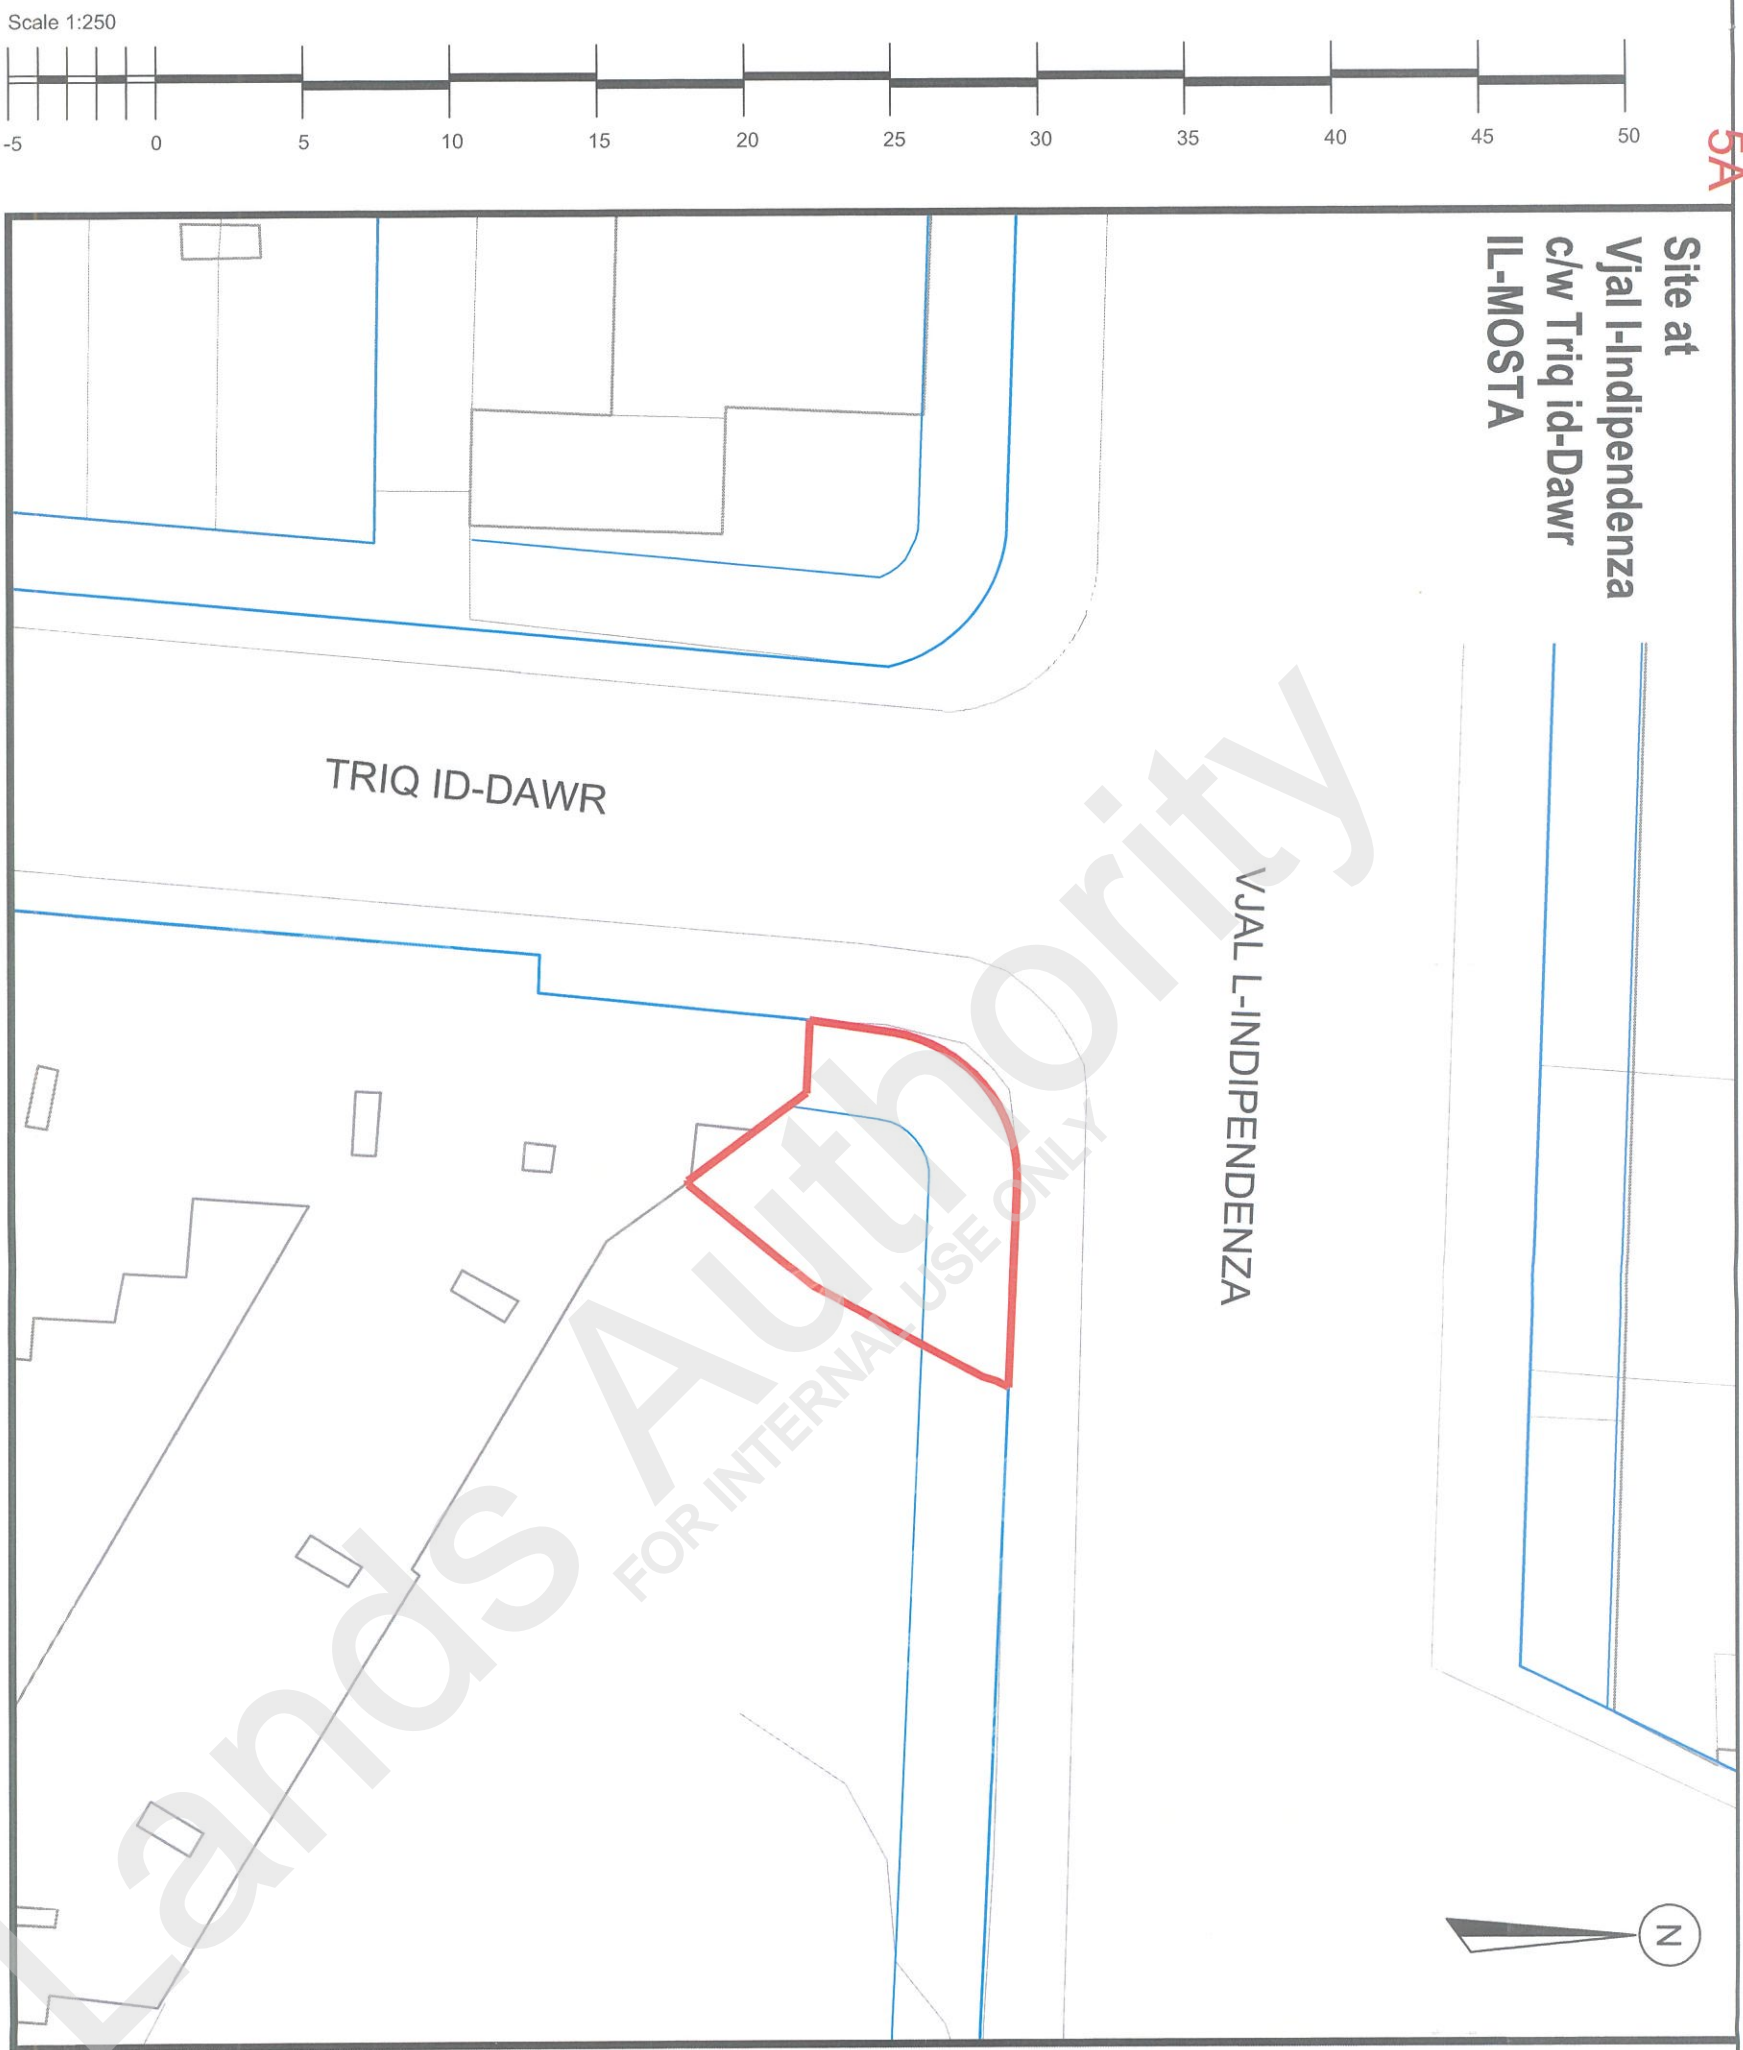 Scale 1:250
-5 0 5 10 15 20 25 30 35 40 45 50
5A
Site at
Vjal l-Indipendenza
c/w Triq id-Dawr
IL-MOSTA
TRIQ ID-DAWR
VJAL L-INDIPENDENZA
N
Lands Authority
FOR INTERNAL USE ONLY